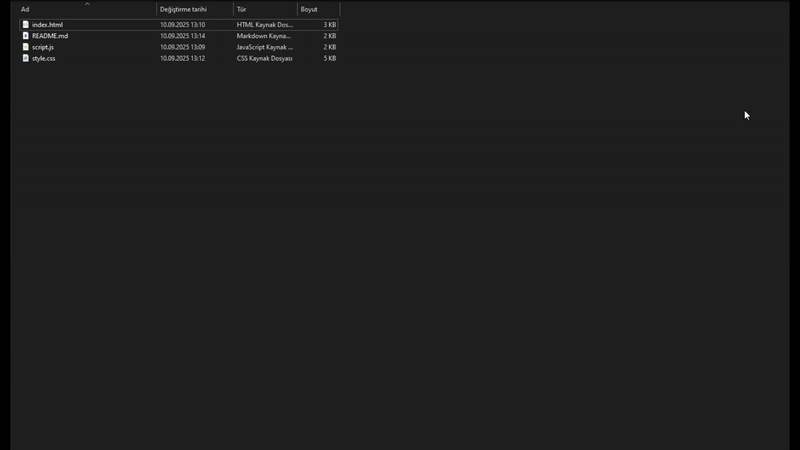 Ad Değiştirme tarihi Tür Boyut
index.html 10.09.2025 13:10 HTML Kaynak Dos... 3 KB
README.md 10.09.2025 13:14 Markdown Kayna... 2 KB
script.js 10.09.2025 13:09 JavaScript Kaynak ... 2 KB
style.css 10.09.2025 13:12 CSS Kaynak Dosyası 5 KB